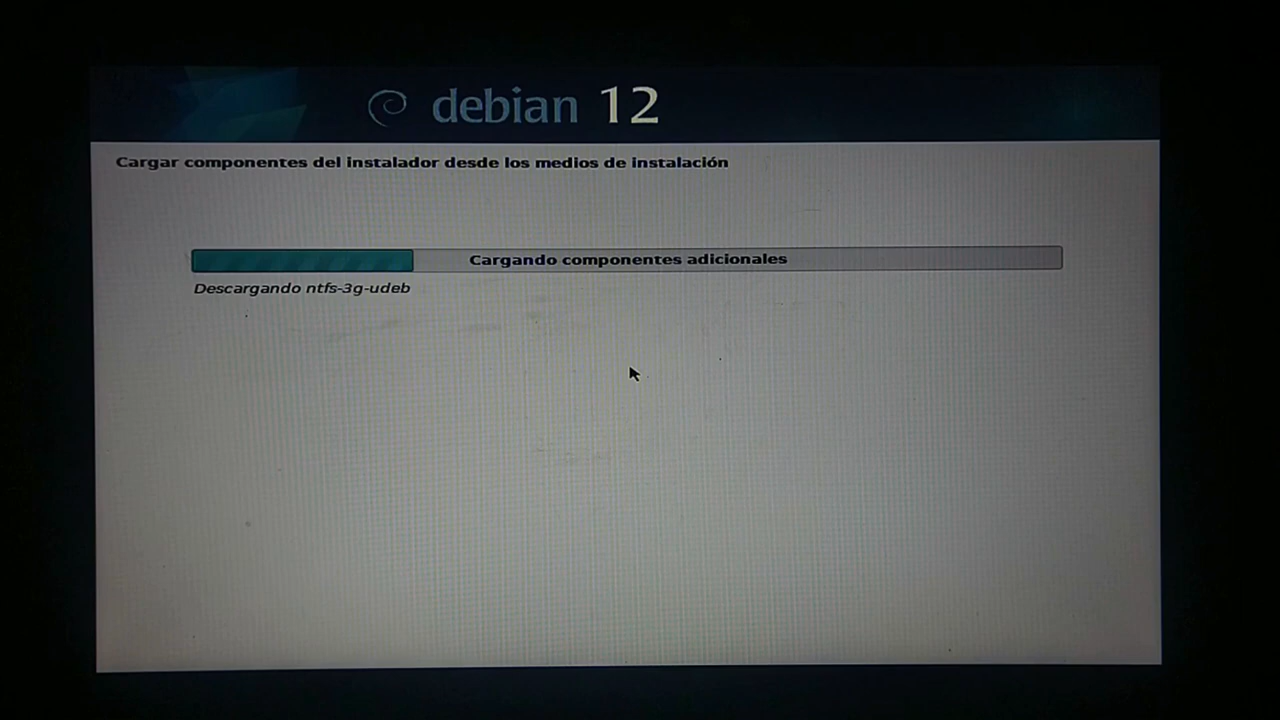 debian 12
Cargar componentes del instalador desde los medios de instalación
Cargando componentes adicionales
Descargando ntfs-3g-udeb